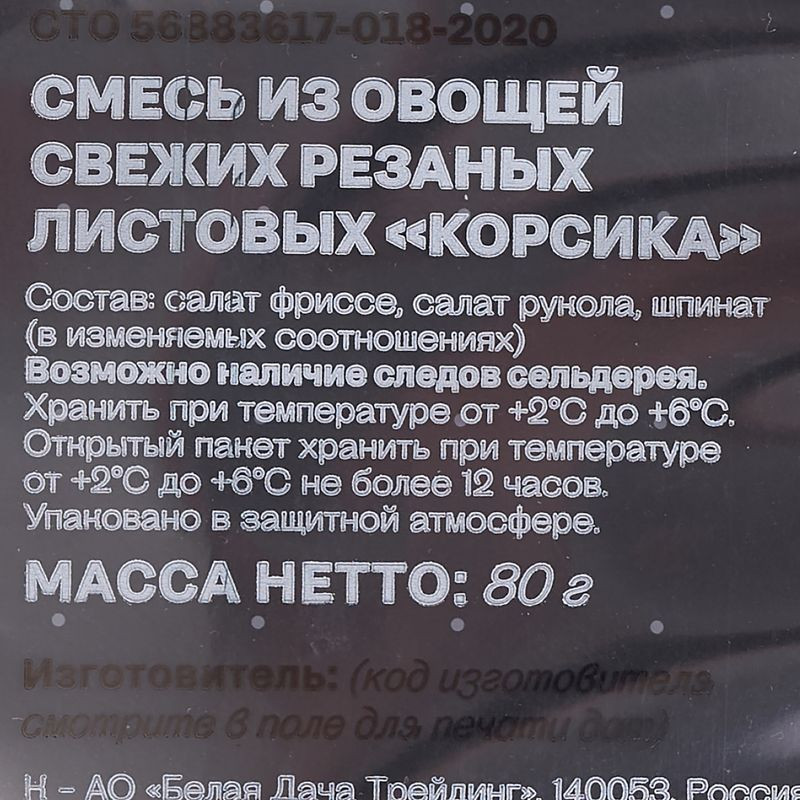 СТО 56883617-018-2020
СМЕСЬ ИЗ ОВОЩЕЙ
СВЕЖИХ РЕЗАНЫХ
ЛИСТОВЫХ «КОРСИКА»
Состав: салат фриссе, салат рукола, шпинат
(в изменяемых соотношениях)
Возможно наличие следов сельдерея.
Хранить при температуре от +2°С до +6°С.
Открытый пакет хранить при температуре
от +2°С до +6°С не более 12 часов.
Упаковано в защитной атмосфере.
МАССА НЕТТО: 80 г
Изготовитель: (код изготовителя
смотрите в поле для печати дат)
К – АО «Белая Дача Трейдинг», 140053, Россия